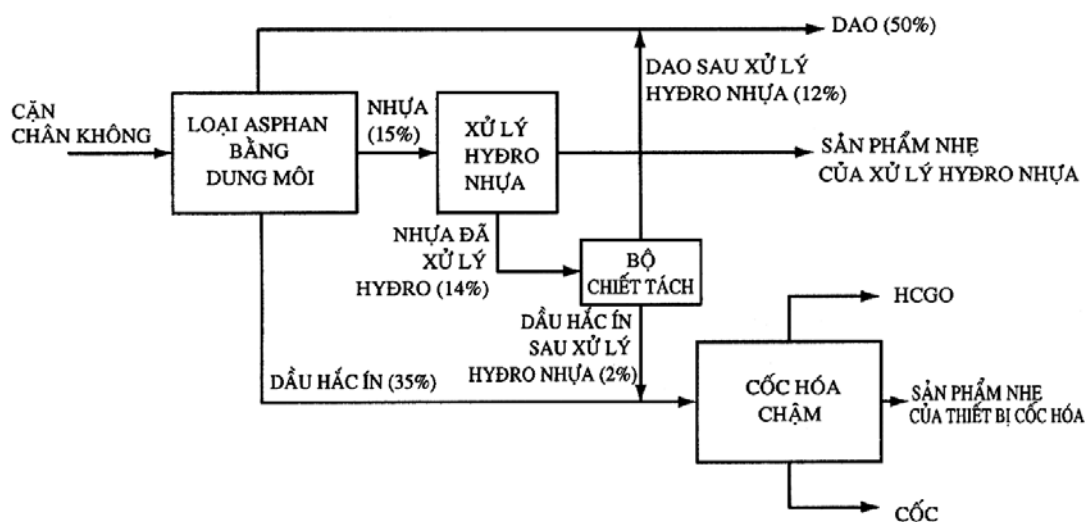 DAO (50%)
DAO SAU XỬ LÝ
HYĐRO NHỰA (12%)
CẶN
CHÂN KHÔNG
LOẠI ASPHAN
BẰNG
DUNG MÔI
NHỰA
(15%)
XỬ LÝ
HYĐRO
NHỰA
SẢN PHẨM NHẸ
CỦA XỬ LÝ HYĐRO NHỰA
NHỰA ĐÃ
XỬ LÝ
HYĐRO (14%)
BỘ
CHIẾT TÁCH
DẦU HẮC ÍN
SAU XỬ LÝ
HYĐRO NHỰA (2%)
DẦU HẮC ÍN (35%)
HCGO
CỐC HÓA
CHẬM
SẢN PHẨM NHẸ
CỦA THIẾT BỊ CỐC HÓA
CỐC